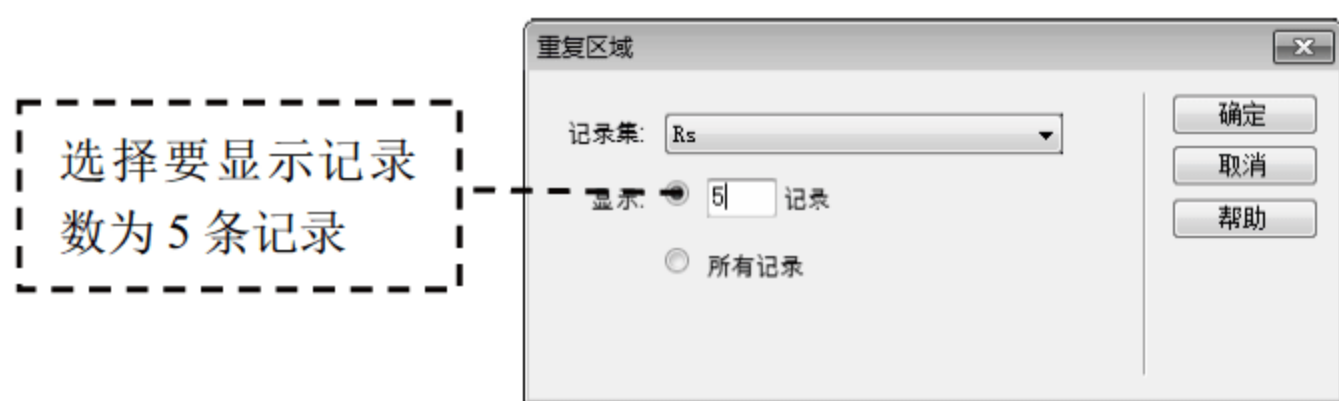 重复区域
选择要显示记录
数为5条记录
记录集: Rs
显示: 5 记录
所有记录
确定
取消
帮助